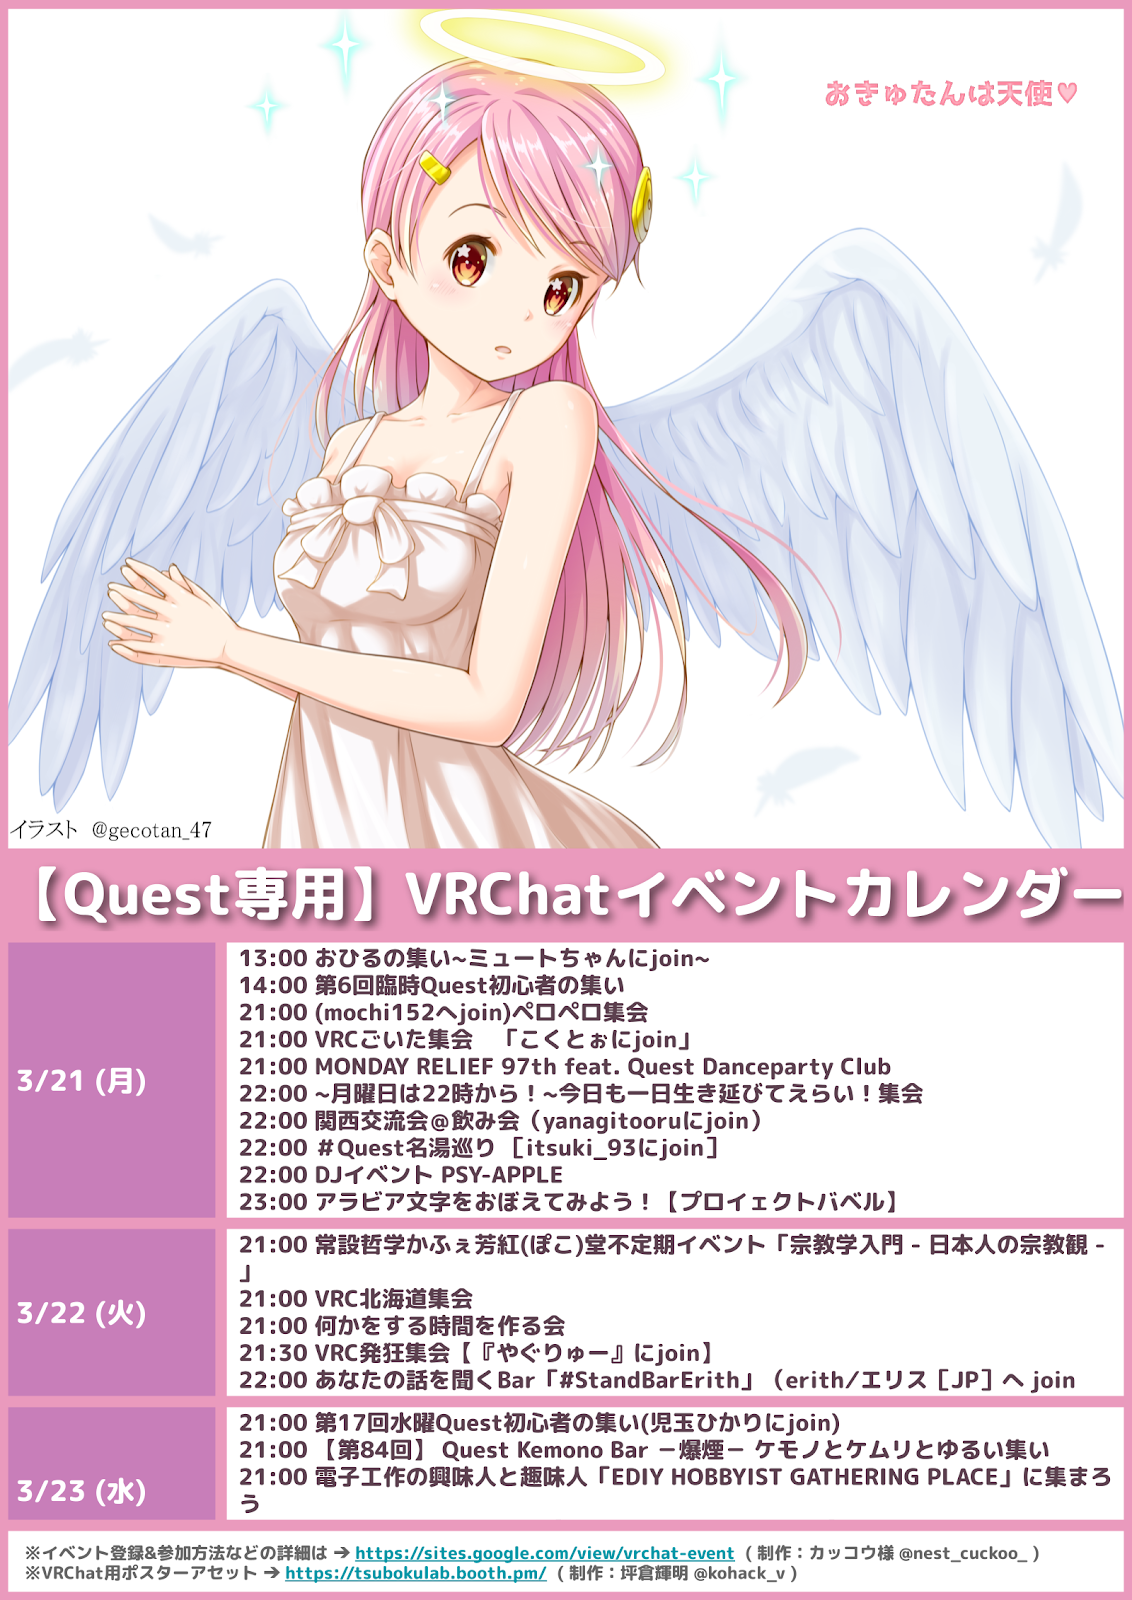 おきゅたんは天使♥
イラスト @gecotan_47
【Quest専用】VRChatイベントカレンダー
3/21 (月)
13:00 おひるの集い~ミュートちゃんにjoin~
14:00 第6回臨時Quest初心者の集い
21:00 (mochi152へjoin)ペロペロ集会
21:00 VRCごいた集会　「こくとぉにjoin」
21:00 MONDAY RELIEF 97th feat. Quest Danceparty Club
22:00 ~月曜日は22時から！~今日も一日生き延びてえらい！集会
22:00 関西交流会＠飲み会（yanagitooruにjoin）
22:00 ＃Quest名湯巡り［itsuki_93にjoin］
22:00 DJイベント PSY-APPLE
23:00 アラビア文字をおぼえてみよう！【プロイェクトバベル】
3/22 (火)
21:00 常設哲学かふぇ芳紅(ぽこ)堂不定期イベント「宗教学入門 - 日本人の宗教観 -
」
21:00 VRC北海道集会
21:00 何かをする時間を作る会
21:30 VRC発狂集会【『やぐりゅー』にjoin】
22:00 あなたの話を聞くBar「#StandBarErith」（erith/エリス［JP］へ join
3/23 (水)
21:00 第17回水曜Quest初心者の集い(児玉ひかりにjoin)
21:00 【第84回】 Quest Kemono Bar －爆煙－ ケモノとケムリとゆるい集い
21:00 電子工作の興味人と趣味人「EDIY HOBBYIST GATHERING PLACE」に集まろ
う
※イベント登録&参加方法などの詳細は → https://sites.google.com/view/vrchat-event （制作：カッコウ様 @nest_cuckoo_ ）
※VRChat用ポスターアセット → https://tsubokulab.booth.pm/ （制作：坪倉輝明 @kohack_v ）